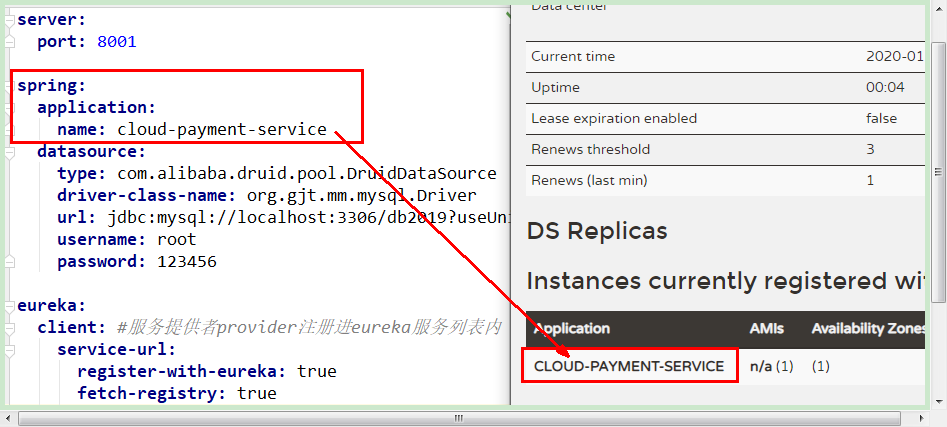 server:
port: 8001
spring:
application:
name: cloud-payment-service
datasource:
type: com.alibaba.druid.pool.DruidDataSource
driver-class-name: org.gjt.mm.mysql.Driver
url: jdbc:mysql://localhost:3306/db2019?useUni
username: root
password: 123456
eureka:
client: #服务提供者provider注册进eureka服务列表内
service-url:
register-with-eureka: true
fetch-registry: true
Data center
Current time 2020-01
Uptime 00:04
Lease expiration enabled false
Renews threshold 3
Renews (last min) 1
DS Replicas
Instances currently registered wit
Application AMIs Availability Zones
CLOUD-PAYMENT-SERVICE n/a (1) (1)